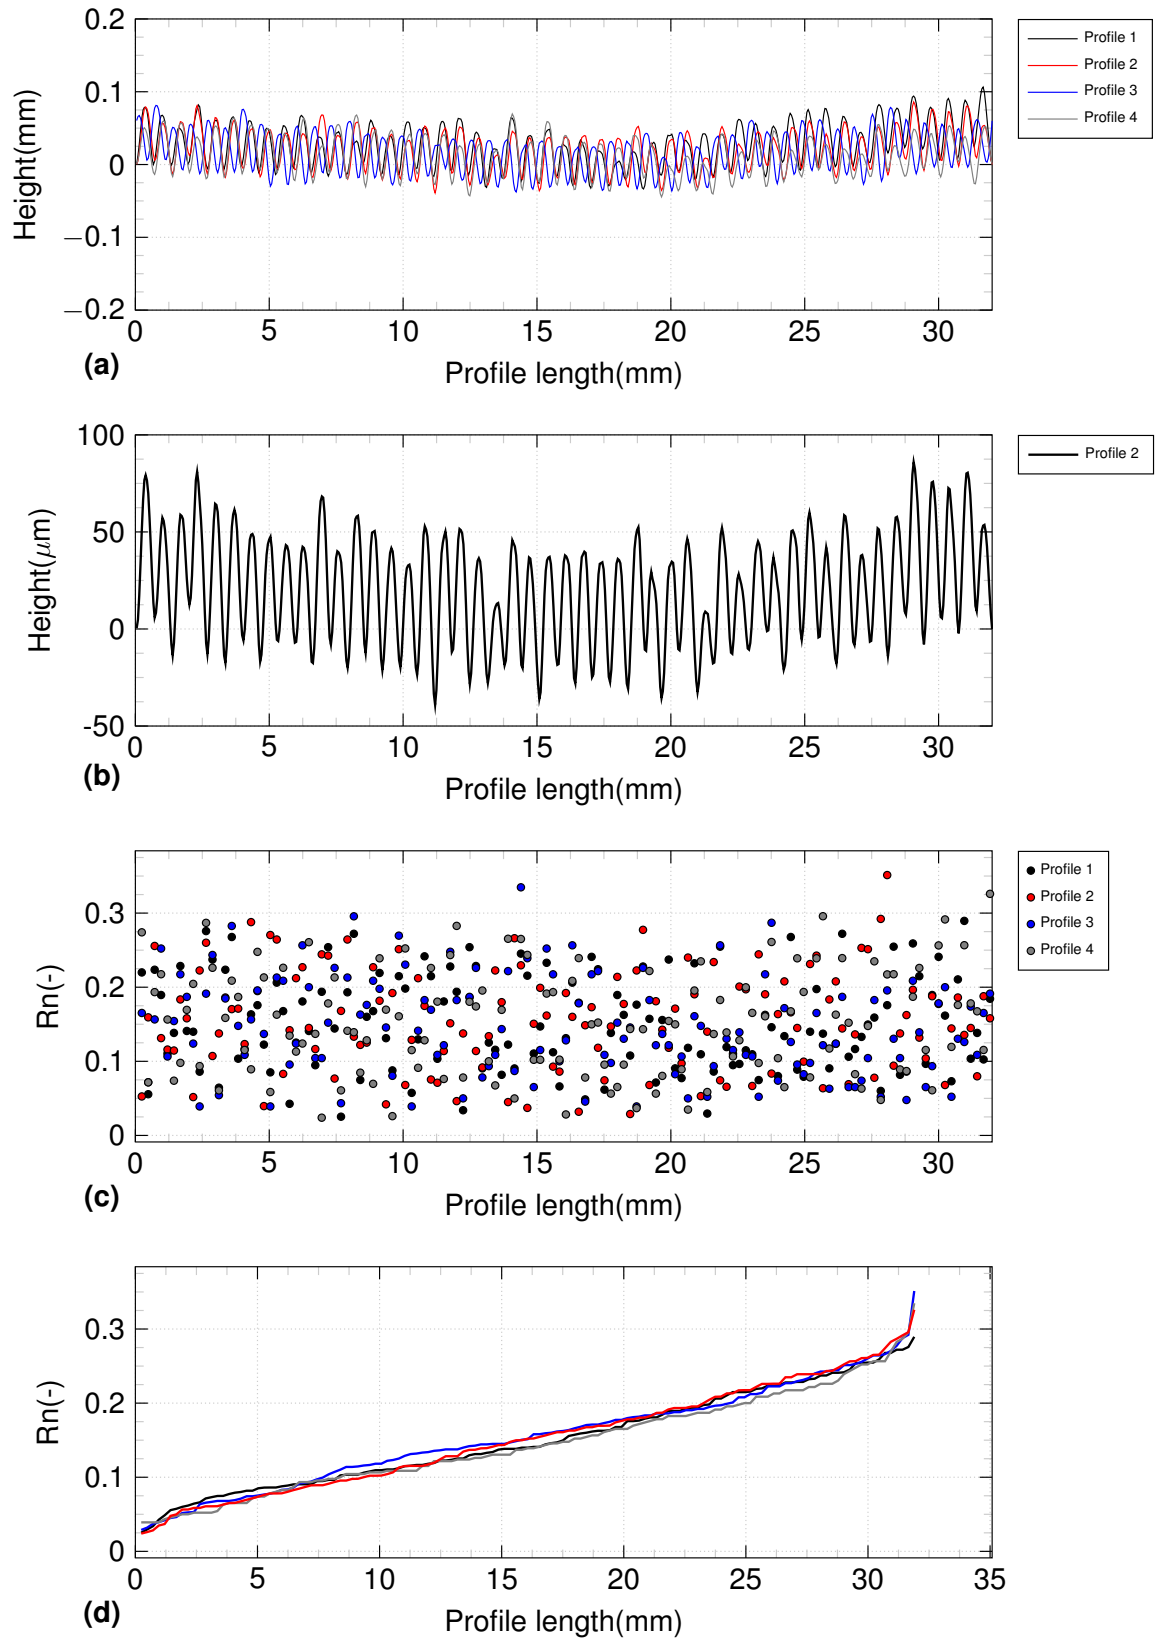 0.2
0.1
0
−0.1
−0.2
Height(mm)
0 5 10 15 20 25 30
Profile length(mm)
(a)
Profile 1
Profile 2
Profile 3
Profile 4
100
50
0
-50
Height(μm)
0 5 10 15 20 25 30
Profile length(mm)
(b)
Profile 2
0.3
0.2
0.1
0
Rn(-)
0 5 10 15 20 25 30
Profile length(mm)
(c)
Profile 1
Profile 2
Profile 3
Profile 4
0.3
0.2
0.1
0
Rn(-)
0 5 10 15 20 25 30 35
Profile length(mm)
(d)